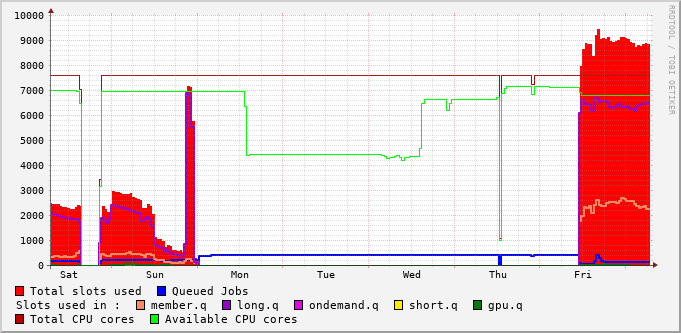 10000
9000
8000
7000
6000
5000
4000
3000
2000
1000
0
Sat Sun Mon Tue Wed Thu Fri
RRDTOOL / TOBI OETIKER
Total slots used Queued Jobs
Slots used in : member.q long.q ondemand.q short.q gpu.q
Total CPU cores Available CPU cores